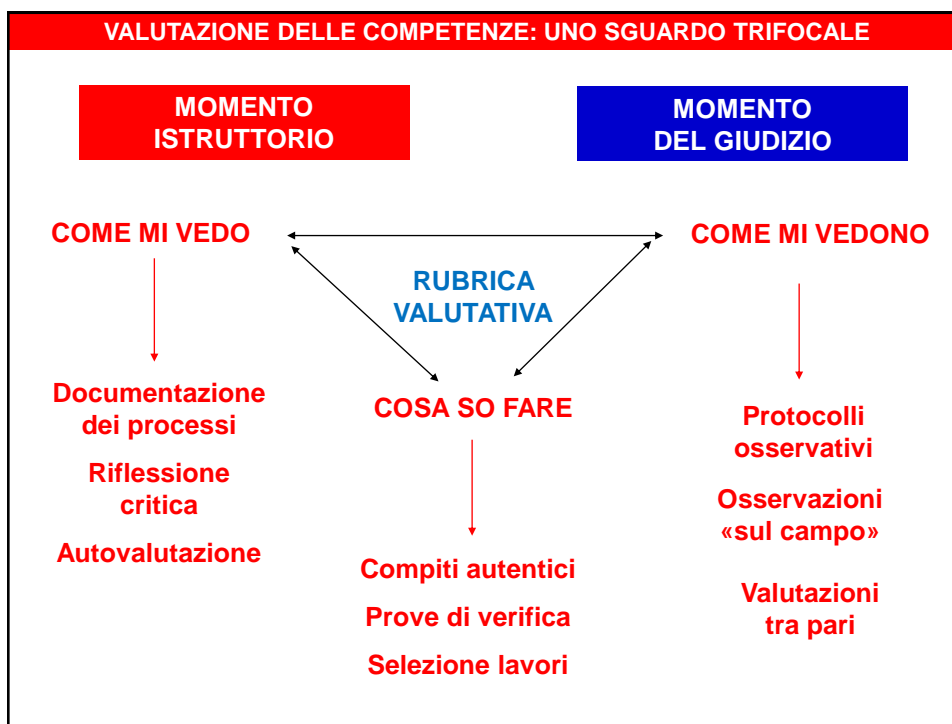 VALUTAZIONE DELLE COMPETENZE: UNO SGUARDO TRIFOCALE
MOMENTO
ISTRUTTORIO
MOMENTO
DEL GIUDIZIO
COME MI VEDO
COME MI VEDONO
RUBRICA
VALUTATIVA
COSA SO FARE
Documentazione
dei processi
Riflessione
critica
Autovalutazione
Compiti autentici
Prove di verifica
Selezione lavori
Protocolli
osservativi
Osservazioni
«sul campo»
Valutazioni
tra pari